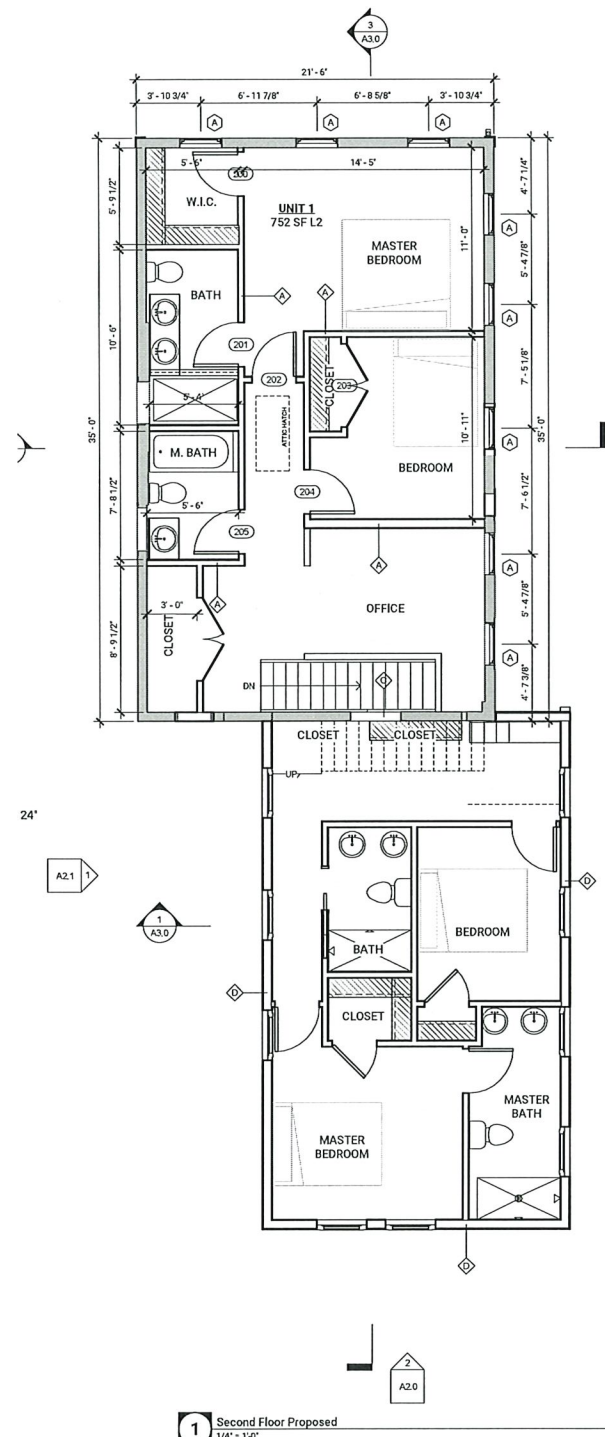 3
A3.0
21' - 6"
3' - 10 3/4"
6' - 11 7/8"
6' - 8 5/8"
3' - 10 3/4"
A
A
A
5' - 6"
200
14' - 5"
5' - 9 1/2"
W.I.C.
UNIT 1
752 SF L2
4' - 7 1/4"
A
MASTER
BEDROOM
11' - 0"
5' - 4 7/8"
BATH
A
A
A
10' - 6"
201
202
CLOSET
203
7' - 5 1/8"
5' - 4"
35' - 0"
35' - 0"
ATTIC HATCH
10' - 11"
A
M. BATH
BEDROOM
7' - 8 1/2"
5' - 6"
204
7' - 6 1/2"
205
A
A
3' - 0"
A
OFFICE
5' - 4 7/8"
8' - 9 1/2"
CLOSET
A
4' - 7 3/8"
DN
CLOSET
CLOSET
UP
24"
A2.1
1
D
1
A3.0
BATH
BEDROOM
D
CLOSET
MASTER
BATH
MASTER
BEDROOM
D
2
A2.0
1
Second Floor Proposed
1/4" = 1'-0"